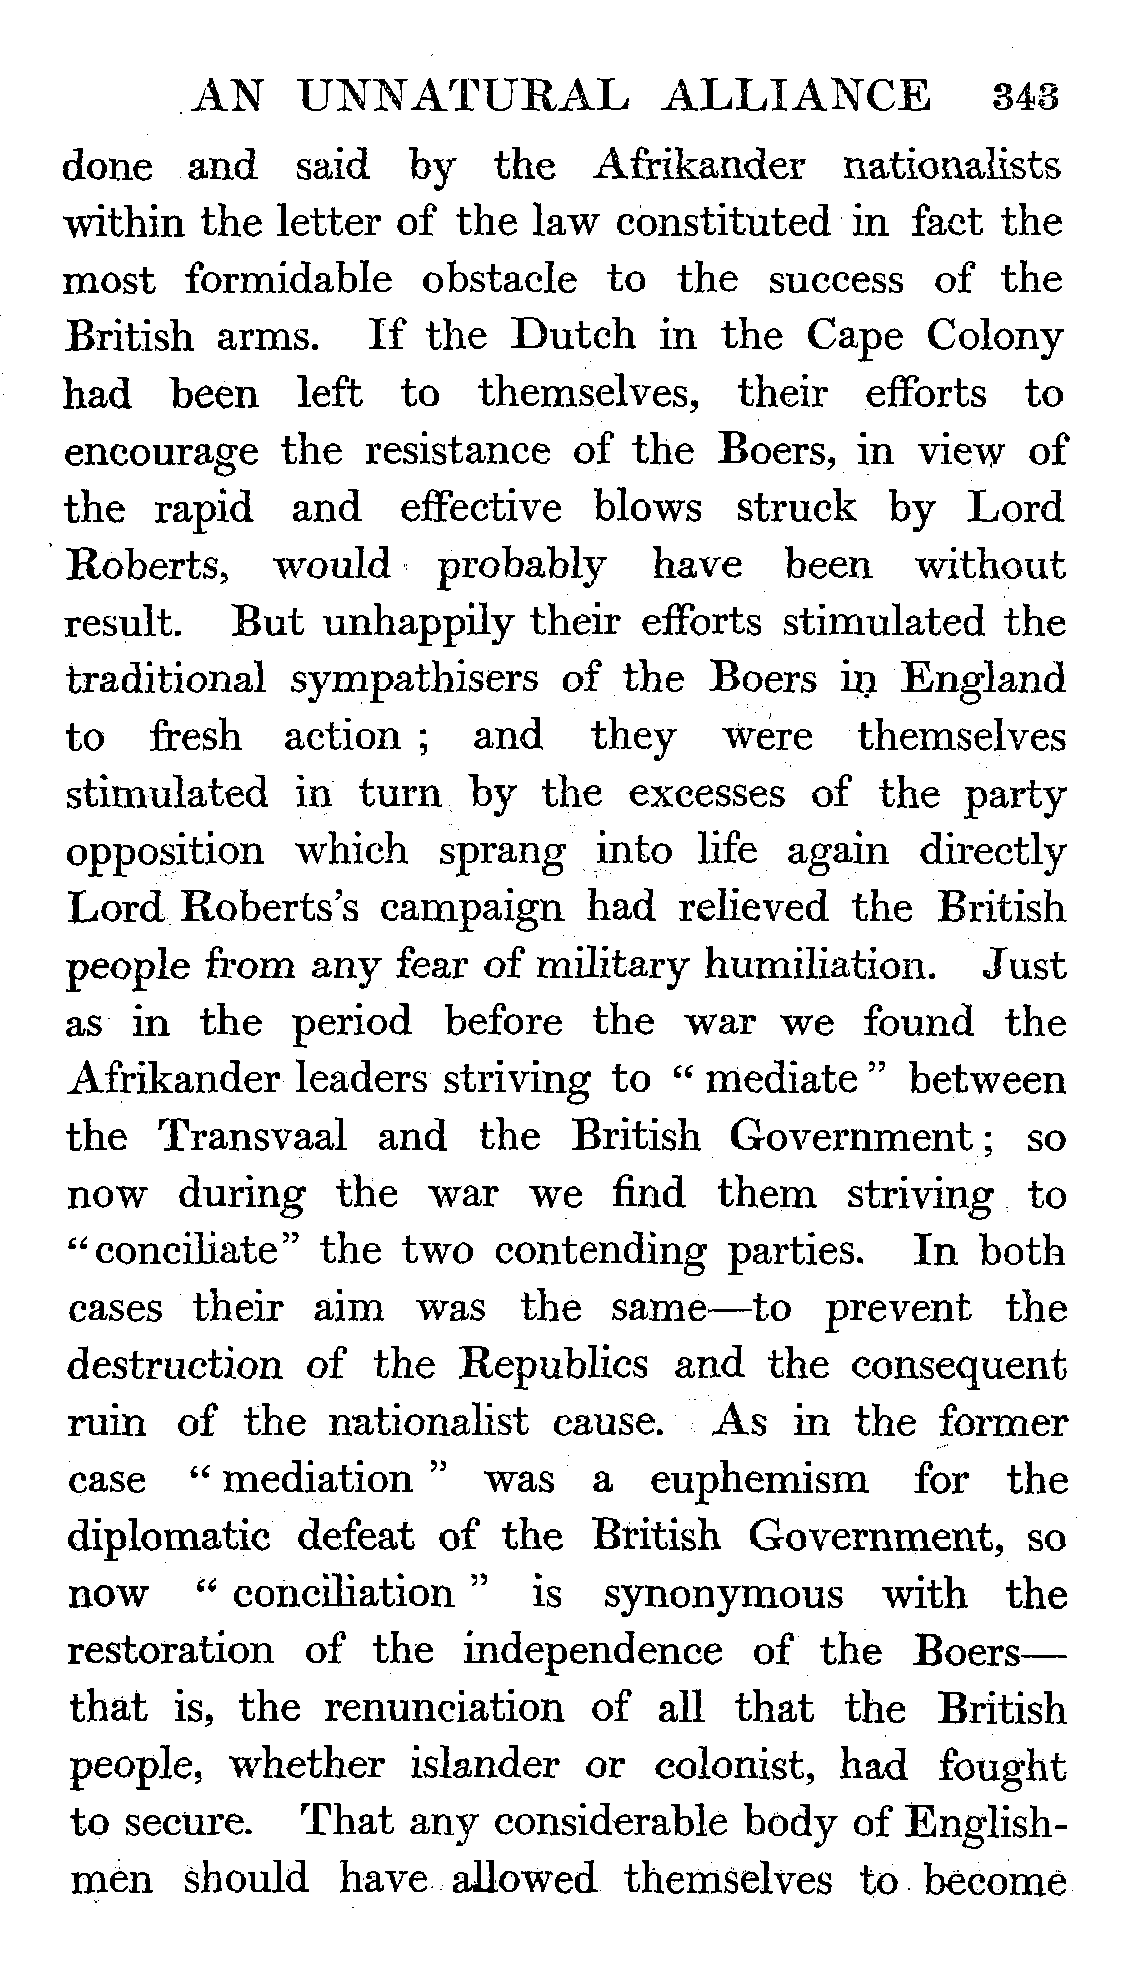 AN UNNATURAL ALLIANCE 343
done and said by the Afrikander nationalists
within the letter of the law constituted in fact the
most formidable obstacle to the success of the
British arms. If the Dutch in the Cape Colony
had been left to themselves, their efforts to
encourage the resistance of the Boers, in view of
the rapid and effective blows struck by Lord
Roberts, would probably have been without
result. But unhappily their efforts stimulated the
traditional sympathisers of the Boers in England
to fresh action ; and they were themselves
stimulated in turn by the excesses of the party
opposition which sprang into life again directly
Lord Roberts's campaign had relieved the British
people from any fear of military humiliation. Just
as in the period before the war we found the
Afrikander leaders striving to " mediate " between
the Transvaal and the British Government ; so
now during the war we find them striving to
"conciliate" the two contending parties. In both
cases their aim was the same—to prevent the
destruction of the Republics and the consequent
ruin of the nationalist cause. As in the former
case " mediation " was a euphemism for the
diplomatic defeat of the British Government, so
now " conciliation " is synonymous with the
restoration of the independence of the Boers—
that is, the renunciation of all that the British
people, whether islander or colonist, had fought
to secure. That any considerable body of English-
men should have allowed themselves to become